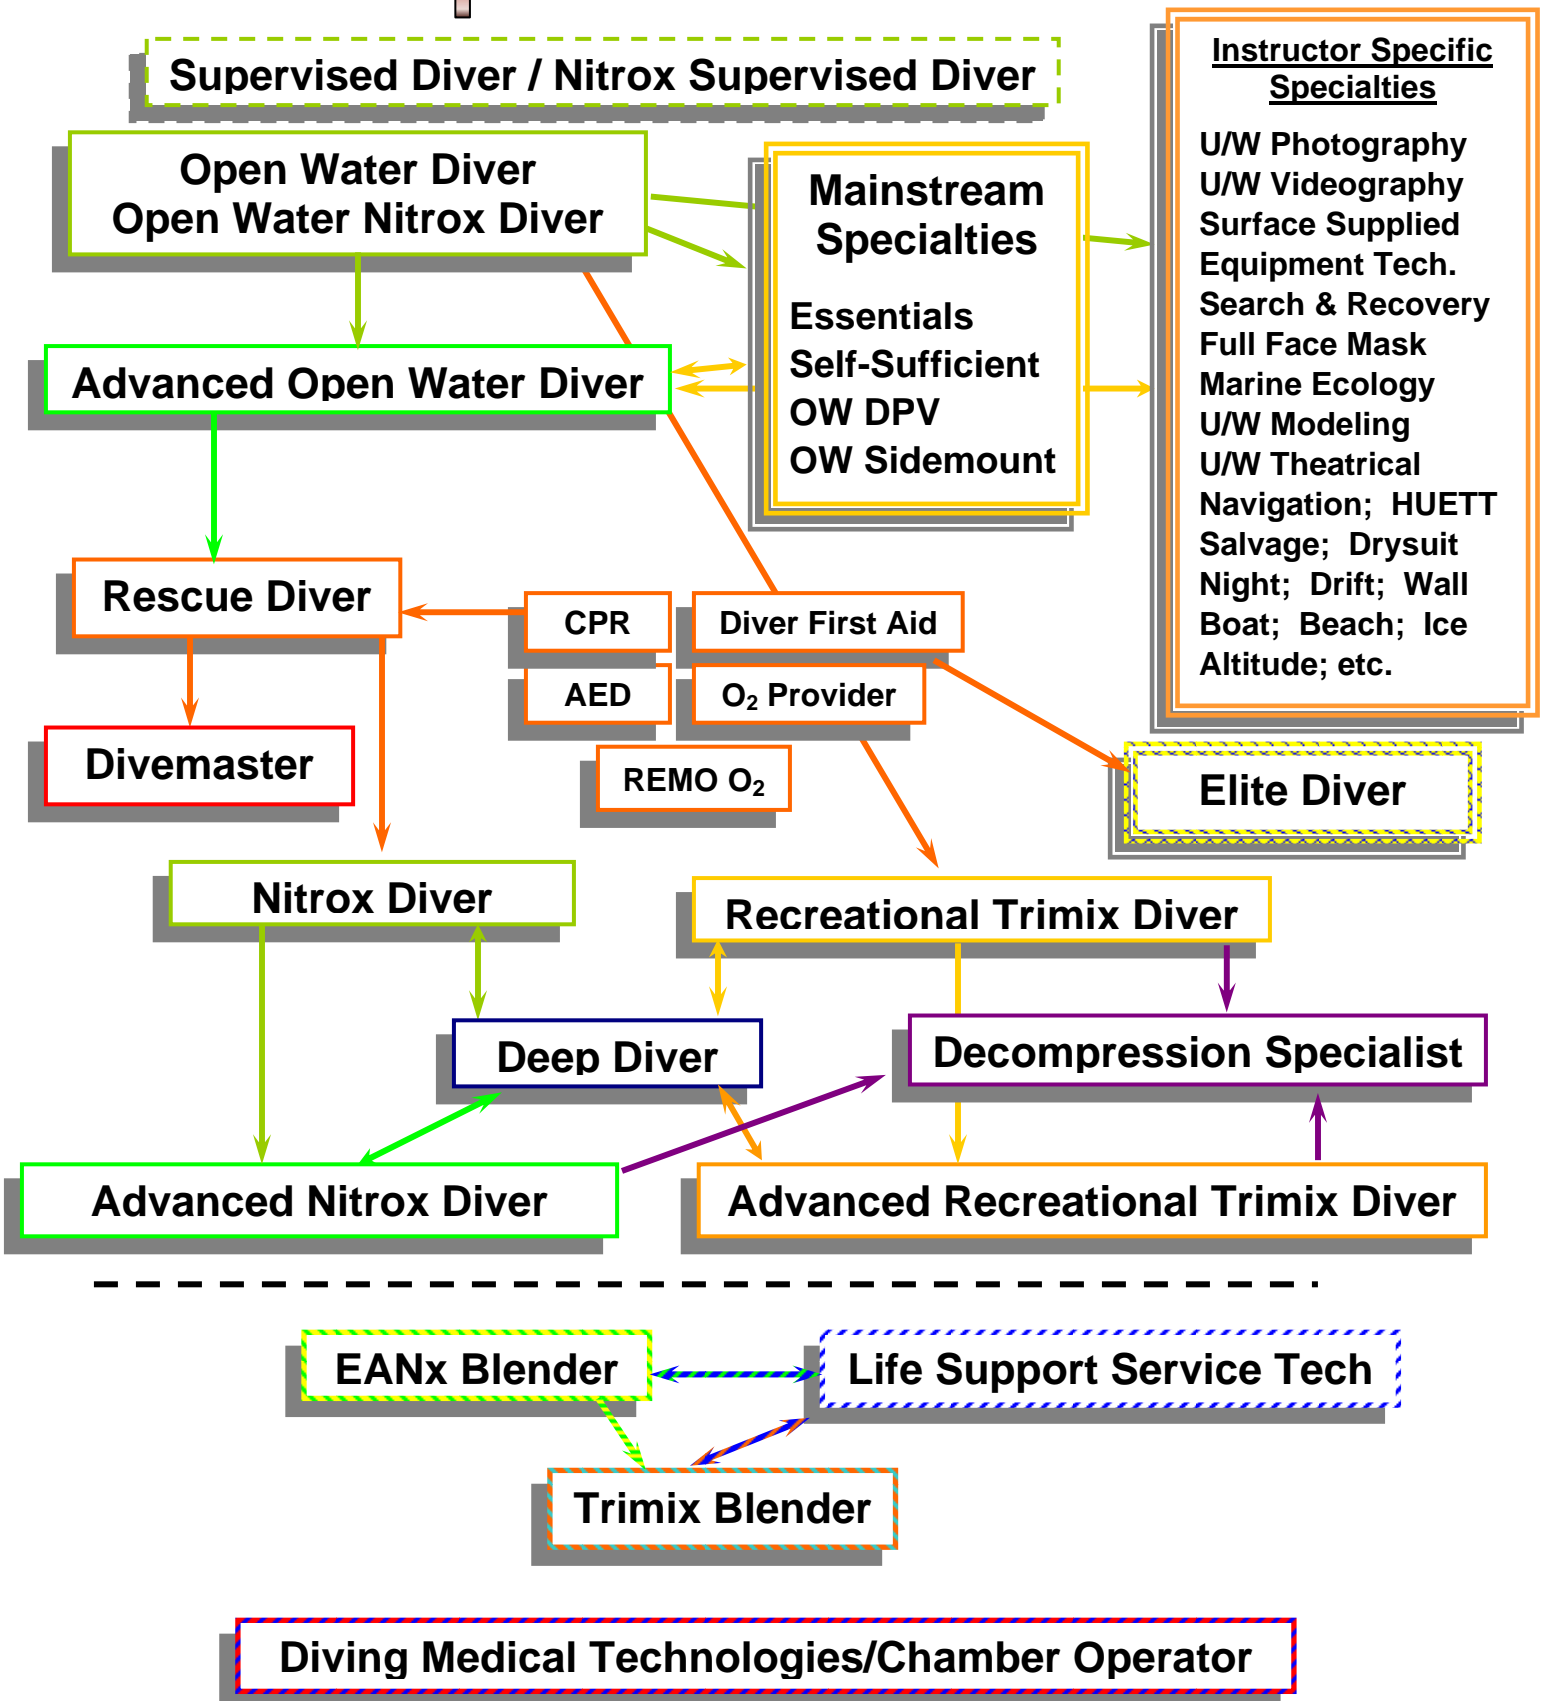 Supervised Diver / Nitrox Supervised Diver
Open Water Diver
Open Water Nitrox Diver
Mainstream
Specialties
Essentials
Self-Sufficient
OW DPV
OW Sidemount
Instructor Specific
Specialties
U/W Photography
U/W Videography
Surface Supplied
Equipment Tech.
Search & Recovery
Full Face Mask
Marine Ecology
U/W Modeling
U/W Theatrical
Navigation; HUETT
Salvage; Drysuit
Night; Drift; Wall
Boat; Beach; Ice
Altitude; etc.
Advanced Open Water Diver
Rescue Diver
CPR
Diver First Aid
AED
O₂ Provider
REMO O₂
Divemaster
Elite Diver
Nitrox Diver
Recreational Trimix Diver
Deep Diver
Decompression Specialist
Advanced Nitrox Diver
Advanced Recreational Trimix Diver
EANx Blender
Life Support Service Tech
Trimix Blender
Diving Medical Technologies/Chamber Operator